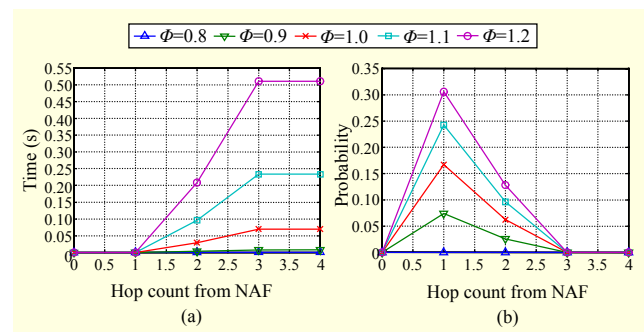 Φ=0.8 Φ=0.9 Φ=1.0 Φ=1.1 Φ=1.2
Time (s)
0.55
0.50
0.45
0.40
0.35
0.30
0.25
0.20
0.15
0.10
0.05
0
0 0.5 1 1.5 2 2.5 3 3.5 4
Hop count from NAF
(a)
Probability
0.35
0.30
0.25
0.20
0.15
0.10
0.05
0
0 0.5 1 1.5 2 2.5 3 3.5 4
Hop count from NAF
(b)